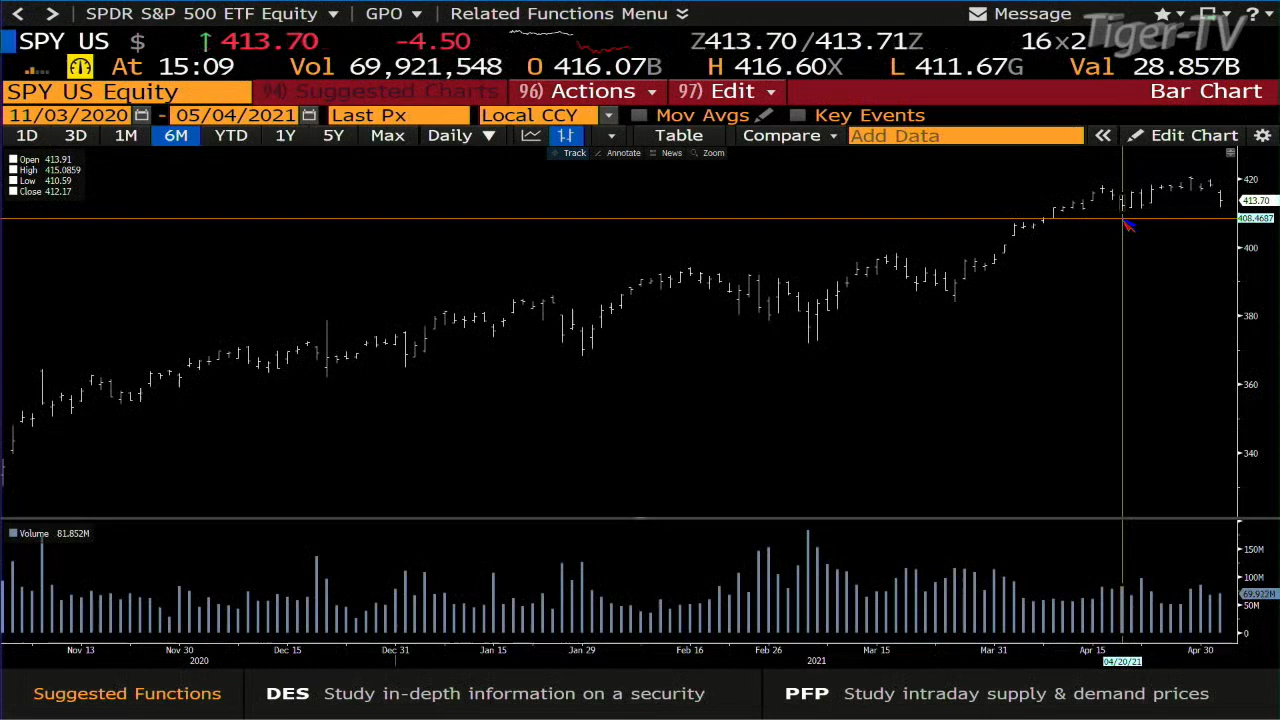 SPDR S&P 500 ETF Equity GPO Related Functions Menu Message ?
SPY US $ 413.70 -4.50 Z413.70/413.71Z 16x2 Tiger-TV
At 15:09 Vol 69,921,548 O 416.07B H 416.60X L 411.67G Val 28.857B
SPY US Equity 94) Suggested Charts 96) Actions 97) Edit Bar Chart
11/03/2020 - 05/04/2021 Last Px Local CCY Mov Avgs Key Events
1D 3D 1M 6M YTD 1Y 5Y Max Daily Table Compare Add Data Edit Chart
Track Annotate News Zoom
Open 413.91
High 415.0859
Low 410.59
Close 412.17
420
413.70
408.4687
400
380
360
340
Volume 81.852M
150M
100M
69.922M
50M
0
Nov 13 Nov 30 Dec 15 Dec 31 Jan 15 Jan 29 Feb 16 Feb 26 Mar 15 Mar 31 Apr 15 Apr 30
2020 2021 04/20/21
Suggested Functions DES Study in-depth information on a security PFP Study intraday supply & demand prices